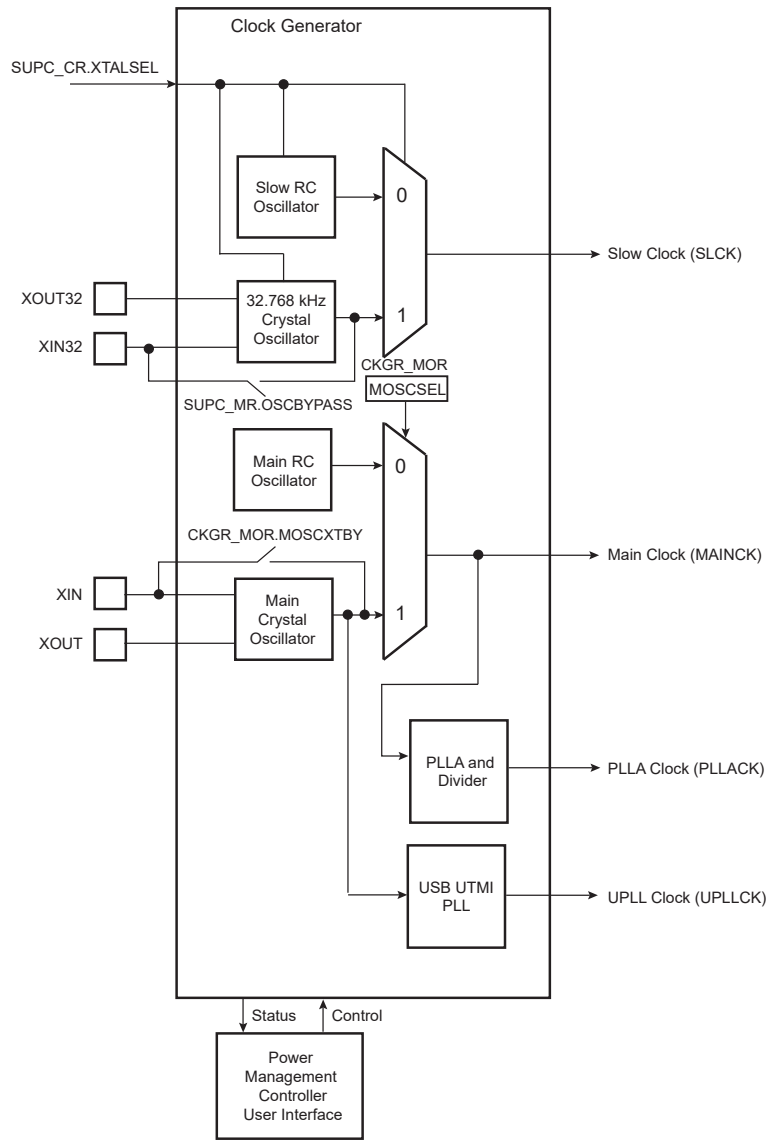 Clock Generator
SUPC_CR.XTALSEL
Slow RC
Oscillator
0
Slow Clock (SLCK)
XOUT32
32.768 kHz
Crystal
Oscillator
1
XIN32
SUPC_MR.OSCBYPASS
CKGR_MOR
MOSCSEL
Main RC
Oscillator
0
CKGR_MOR.MOSCXTBY
Main Clock (MAINCK)
XIN
Main
Crystal
Oscillator
1
XOUT
PLLA and
Divider
PLLA Clock (PLLACK)
USB UTMI
PLL
UPLL Clock (UPLLCK)
Status
Control
Power
Management
Controller
User Interface